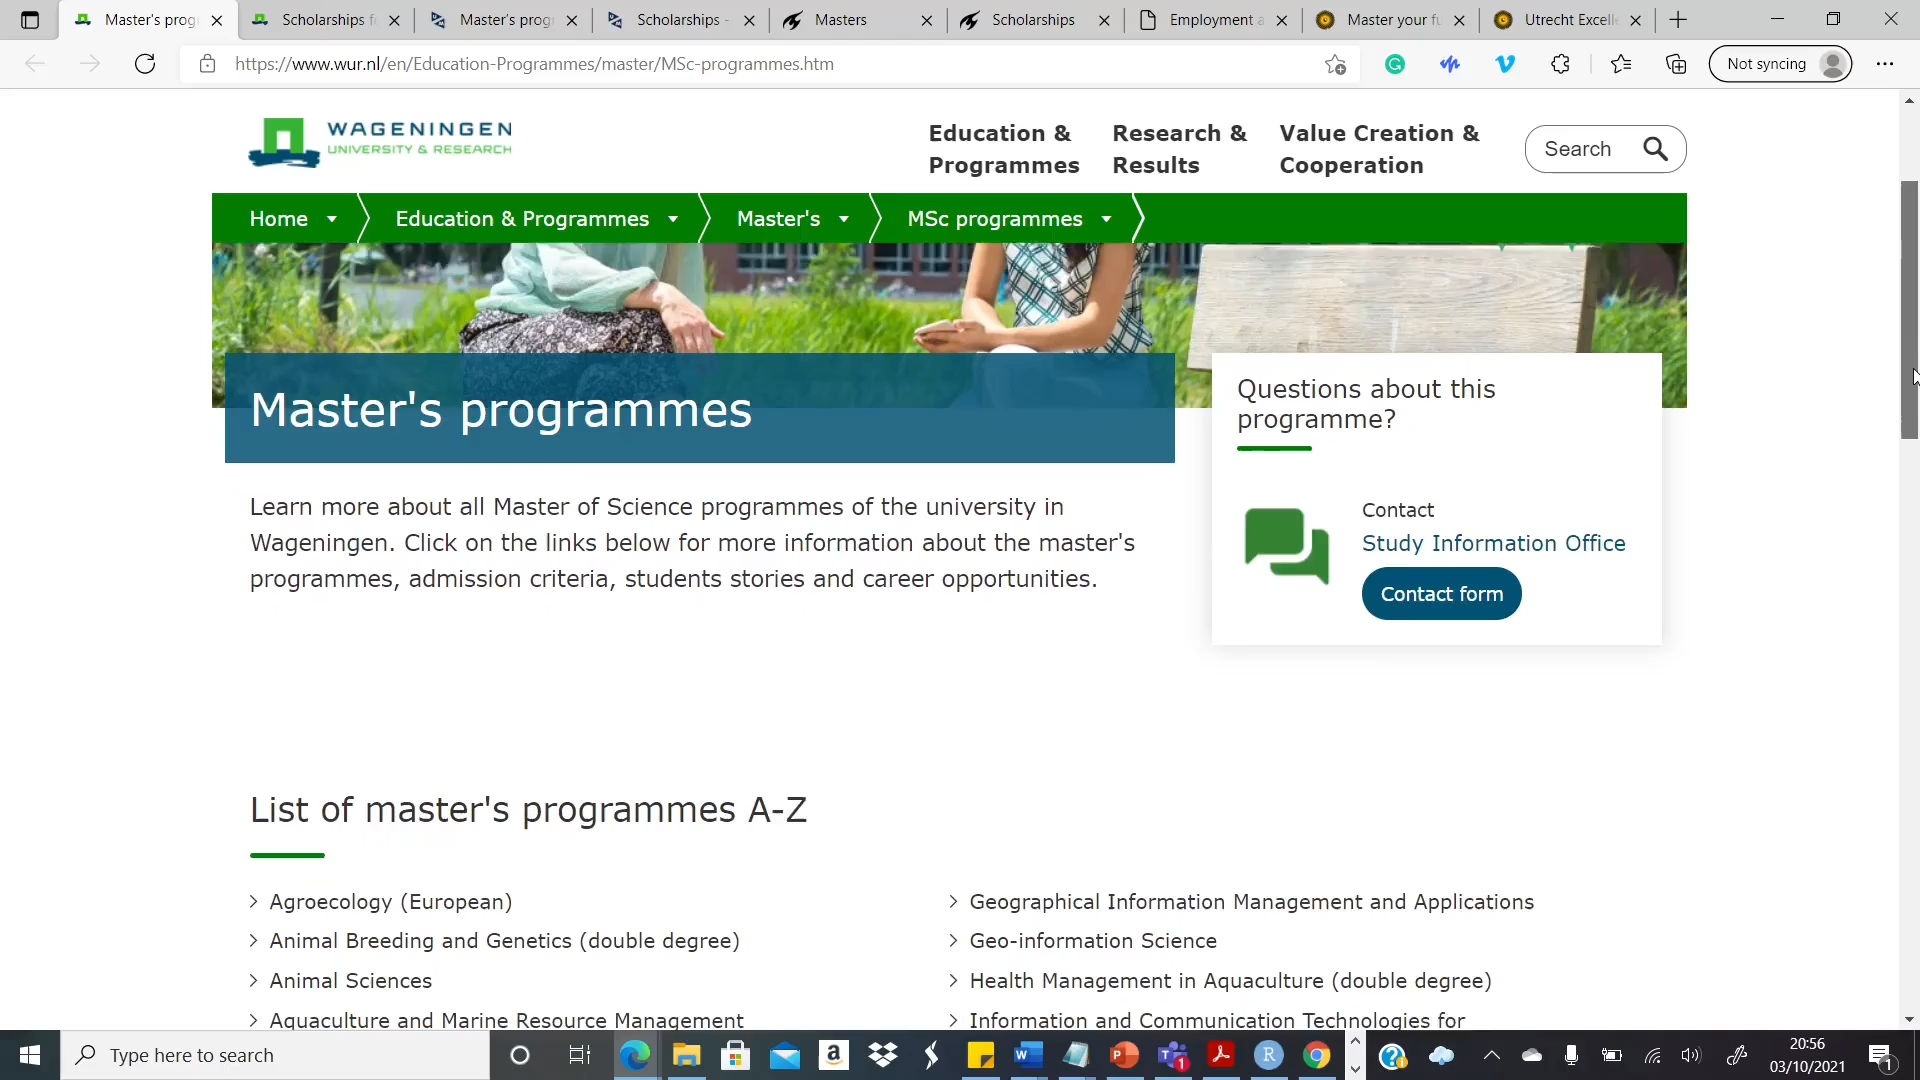 Master's prog
Scholarships f
Master's prog
Scholarships -
Masters
Scholarships
Employment a
Master your fu
Utrecht Excelle
https://www.wur.nl/en/Education-Programmes/master/MSc-programmes.htm
Not syncing
WAGENINGEN
UNIVERSITY & RESEARCH
Education &
Programmes
Research &
Results
Value Creation &
Cooperation
Search
Home
Education & Programmes
Master's
MSc programmes
Master's programmes
Learn more about all Master of Science programmes of the university in
Wageningen. Click on the links below for more information about the master's
programmes, admission criteria, students stories and career opportunities.
Questions about this
programme?
Contact
Study Information Office
Contact form
List of master's programmes A-Z
Agroecology (European)
Animal Breeding and Genetics (double degree)
Animal Sciences
Aquaculture and Marine Resource Management
Geographical Information Management and Applications
Geo-information Science
Health Management in Aquaculture (double degree)
Information and Communication Technologies for
Type here to search
20:56
03/10/2021
1